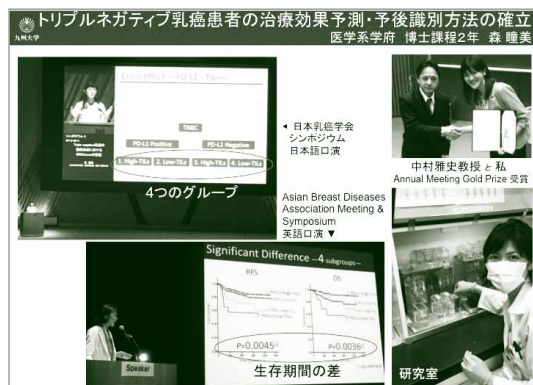 トリプルネガティブ乳癌患者の治療効果予測・予後識別方法の確立
九州大学
医学系学府 博士課程2年 森 瞳美
TNBC
PD-L1 Positive
PD-L1 Negative
1. High-TILs
2. Low-TILs
3. High-TILs
4. Low-TILs
4つのグループ
◀ 日本乳癌学会
シンポジウム
日本語口演
中村雅史教授 と 私
Annual Meeting Gold Prize 受賞
Asian Breast Diseases
Association Meeting &
Symposium
英語口演 ▼
Significant Difference –4 subgroups–
RFS
OS
P=0.0045
P=0.0036
Speaker
生存期間の差
研究室